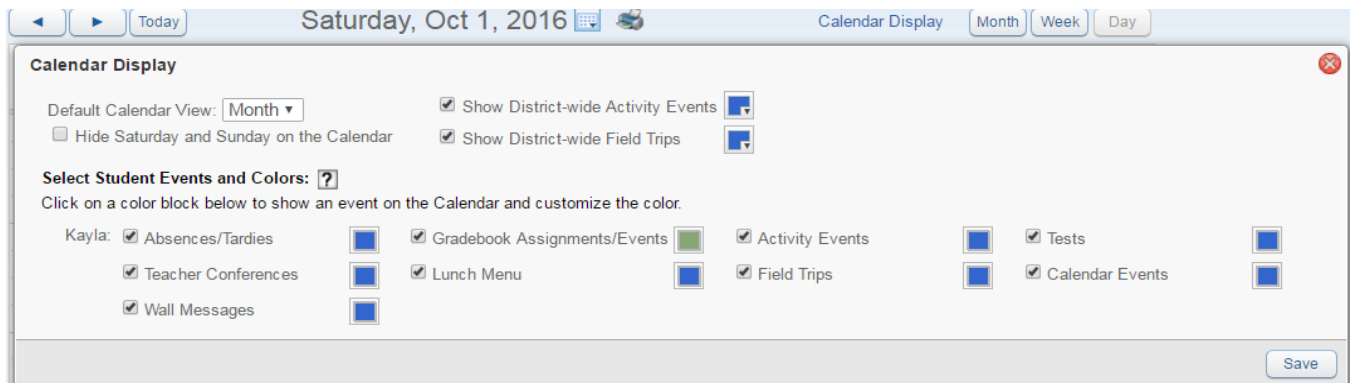 Today Saturday, Oct 1, 2016 Calendar Display Month Week Day
Calendar Display
Default Calendar View: Month Show District-wide Activity Events
Hide Saturday and Sunday on the Calendar Show District-wide Field Trips
Select Student Events and Colors: ?
Click on a color block below to show an event on the Calendar and customize the color.
Kayla: Absences/Tardies Gradebook Assignments/Events Activity Events Tests
Teacher Conferences Lunch Menu Field Trips Calendar Events
Wall Messages
Save